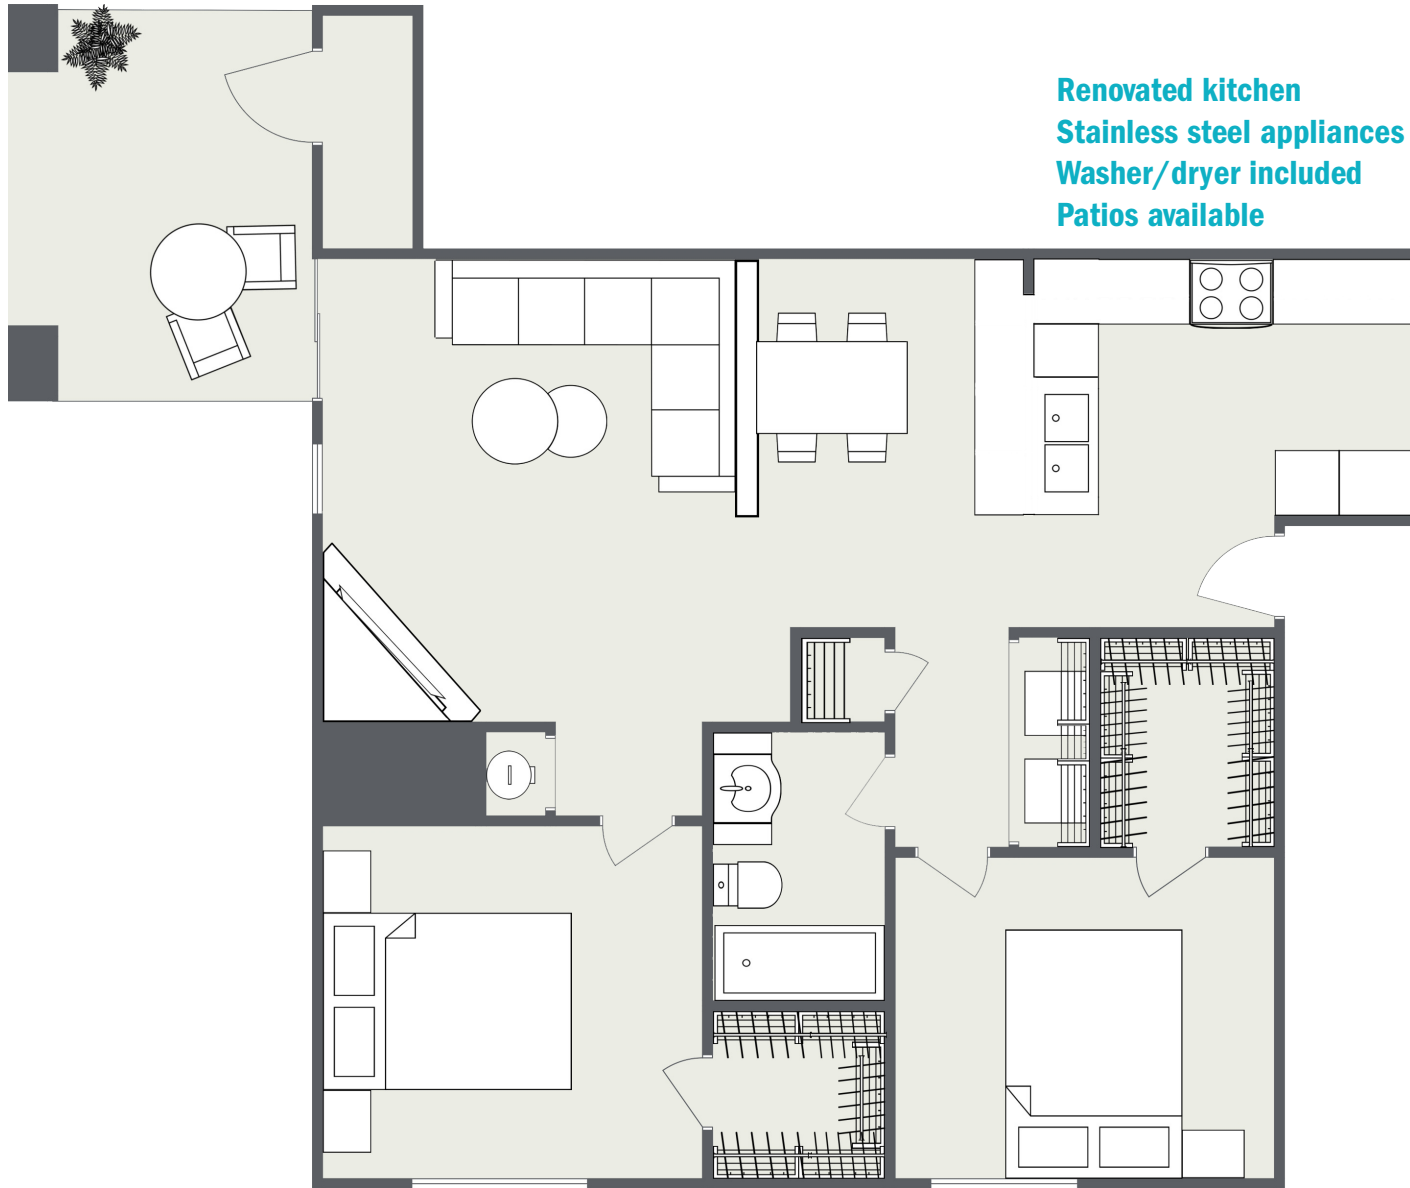 Renovated kitchen
Stainless steel appliances
Washer/dryer included
Patios available